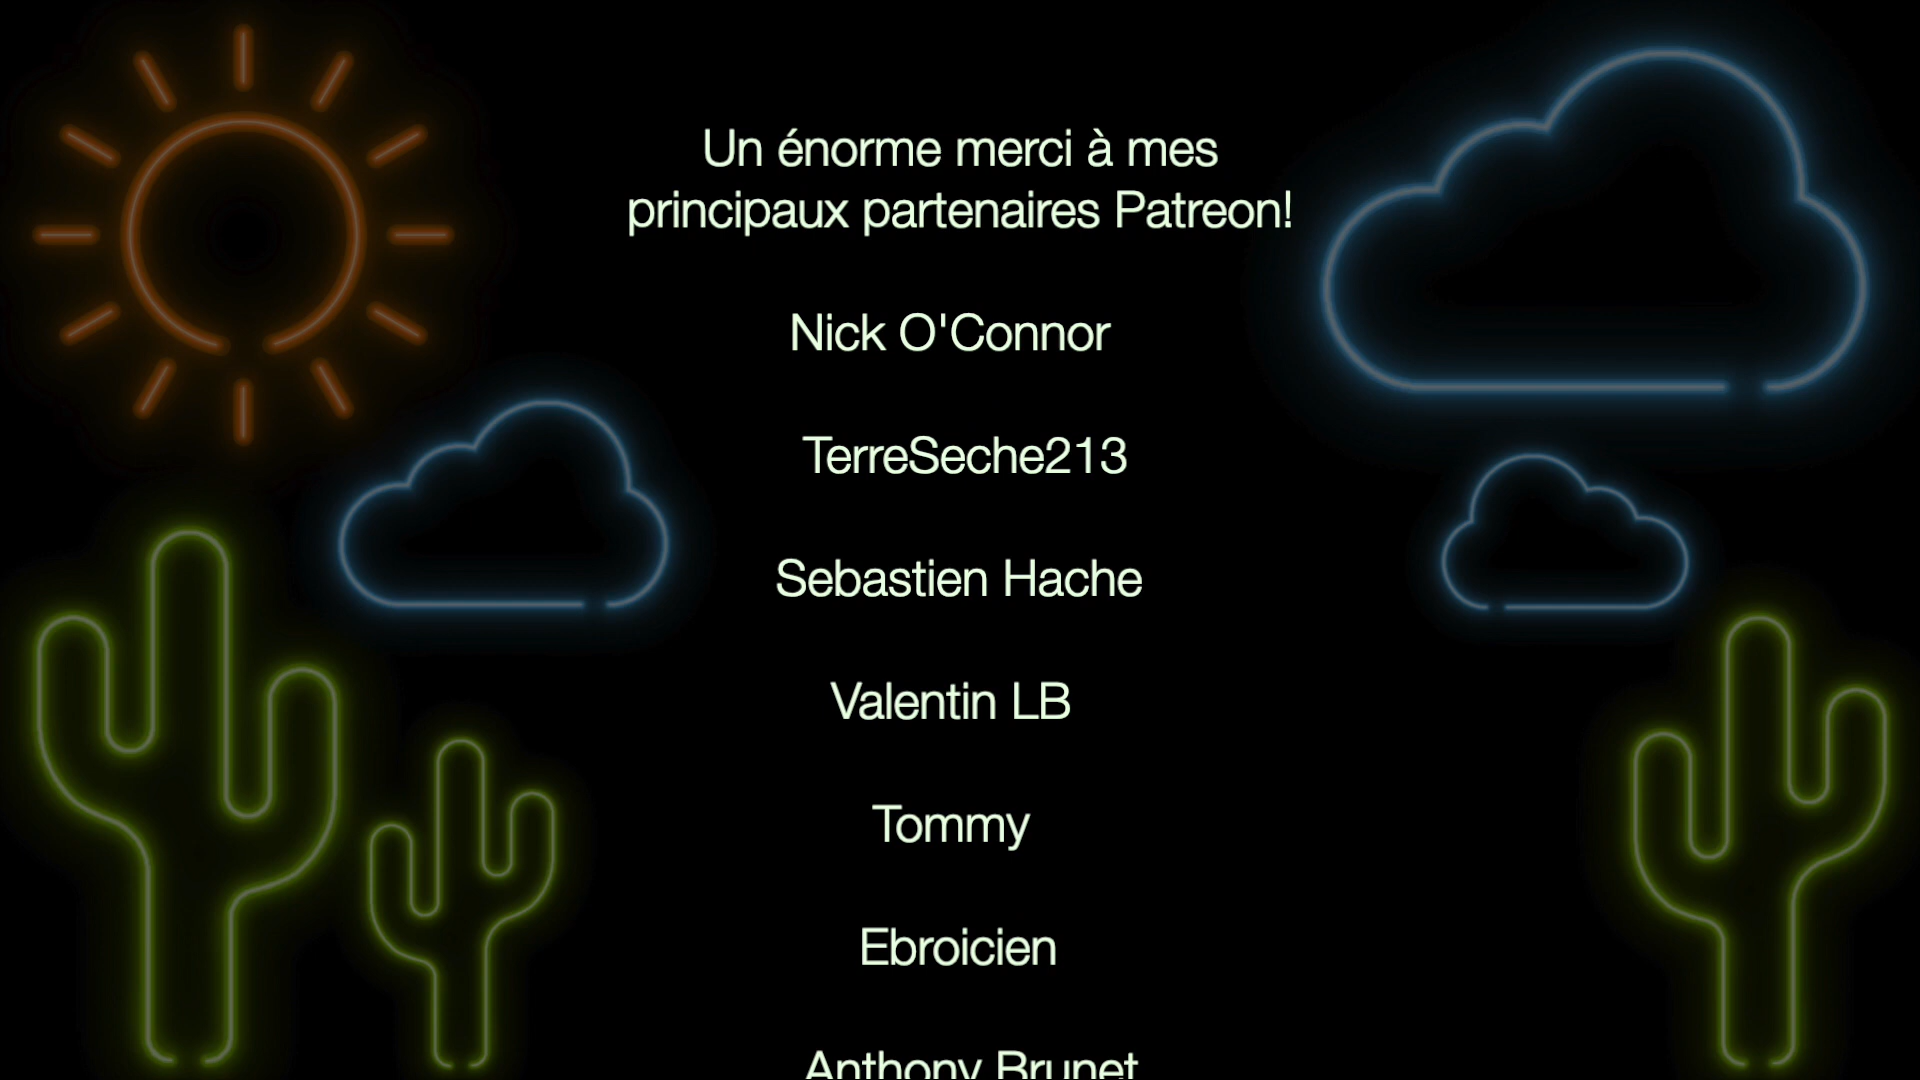 Un énorme merci à mes
principaux partenaires Patreon!
Nick O'Connor
TerreSeche213
Sebastien Hache
Valentin LB
Tommy
Ebroicien
Anthony Brunet